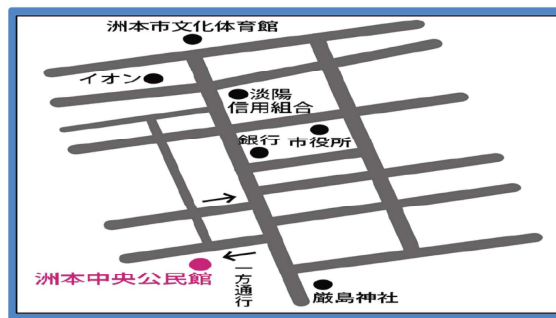 洲本市文化体育館
イオン
淡陽
信用組合
銀行
市役所
→
←
洲本中央公民館
一方通行
厳島神社